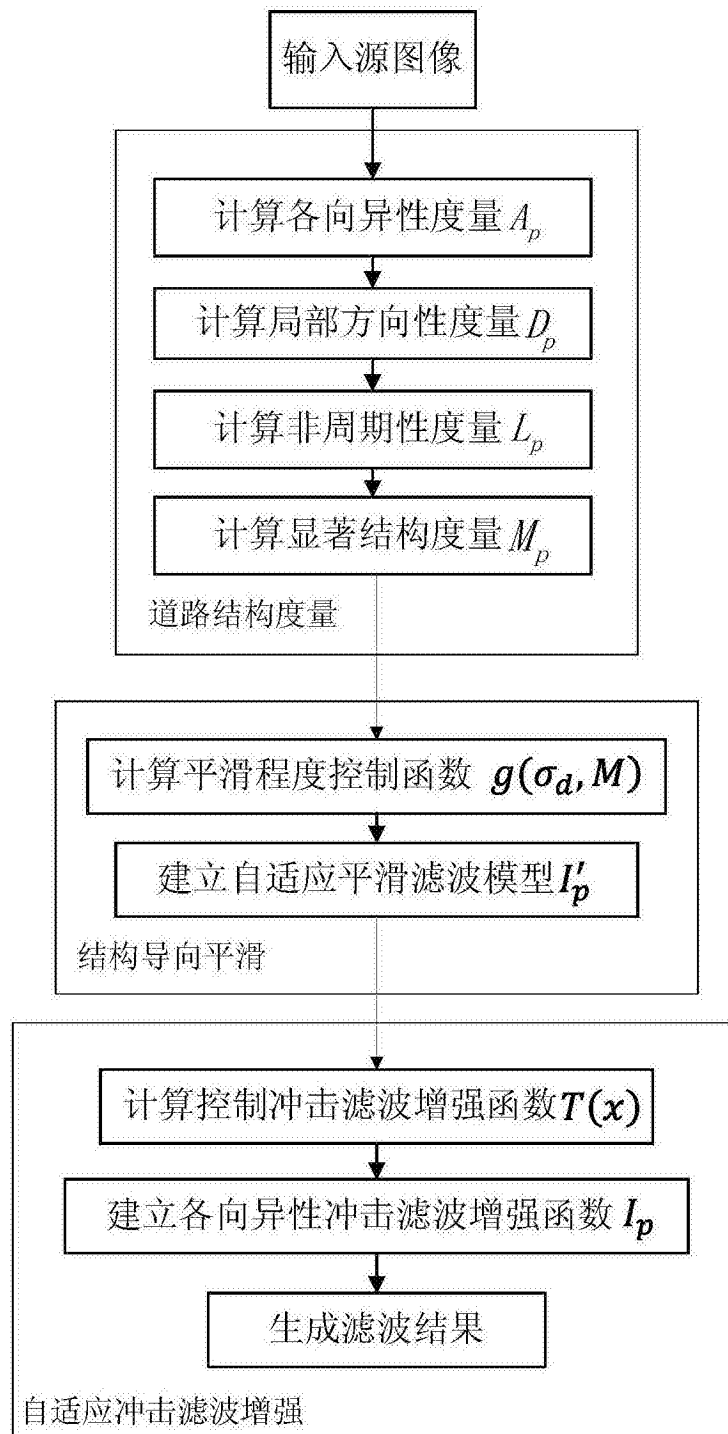 输入源图像
计算各向异性度量 A_p
计算局部方向性度量 D_p
计算非周期性度量 L_p
计算显著结构度量 M_p
道路结构度量
计算平滑程度控制函数 g(σ_d, M)
建立自适应平滑滤波模型 I'_p
结构导向平滑
计算控制冲击滤波增强函数 T(x)
建立各向异性冲击滤波增强函数 I_p
生成滤波结果
自适应冲击滤波增强